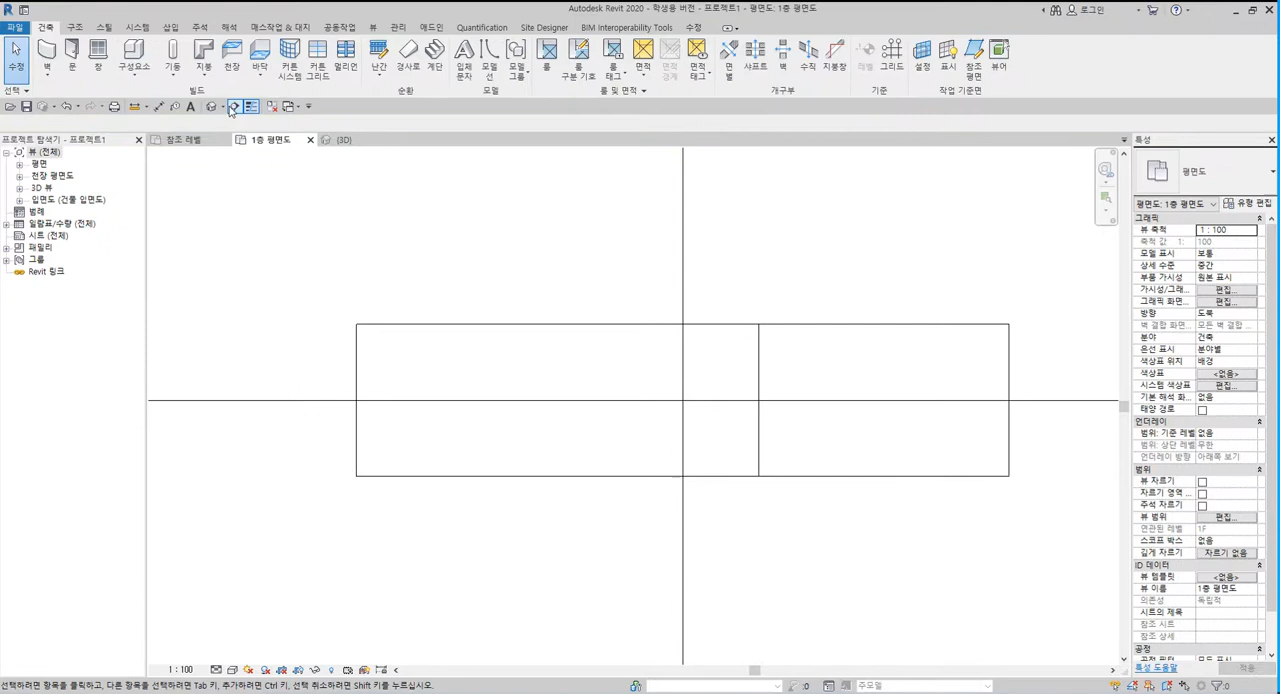 Autodesk Revit 2020 - 학생용 버전 - 프로젝트1 - 평면도: 1층 평면도
로그인
파일 건축 구조 스틸 시스템 삽입 주석 해석 매스작업 & 대지 공동작업 뷰 관리 애드인 Quantification Site Designer BIM Interoperability Tools 수정
수정 벽 문 창 구성요소 기둥 지붕 천장 바닥 커튼 시스템 커튼 그리드 멀리언 난간 경사로 계단 입체 문자 모델 선 모델 그룹 룸 룸 구분 기호 룸 태그 면적 면적 경계 면적 태그 면 별 샤프트 벽 수직 지붕창 레벨 그리드 설정 표시 참조 평면 뷰어
선택 빌드 순환 모델 룸 및 면적 개구부 기준 작업 기준면
프로젝트 탐색기 - 프로젝트1
참조 레벨
1층 평면도
(3D)
특성
뷰 (전체)
평면
천장 평면도
3D 뷰
입면도 (건물 입면도)
범례
일람표/수량 (전체)
시트 (전체)
패밀리
그룹
Revit 링크
평면도
평면도: 1층 평면도 유형 편집
그래픽
뷰 축척 1 : 100
축척 값 1: 100
모델 표시 보통
상세 수준 중간
부품 가시성 원본 표시
가시성/그래... 편집...
그래픽 화면... 편집...
방향 도북
벽 결합 화면... 모든 벽 결합 ...
분야 건축
은선 표시 분야별
색상표 위치 배경
색상표 <없음>
시스템 색상표 편집...
기본 해석 화... 없음
태양 경로
언더레이
범위: 기준 레벨 없음
범위: 상단 레벨 무한
언더레이 방향 아래쪽 보기
범위
뷰 자르기
자르기 영역 ...
주석 자르기
뷰 범위 편집...
연관된 레벨 1F
스코프 박스 없음
깊게 자르기 자르기 없음
ID 데이터
뷰 템플릿 <없음>
뷰 이름 1층 평면도
의존성 독립적
시트의 제목
참조 시트
참조 상세
공정
공정 필터 모두 표시
특성 도움말 적용
1 : 100
선택하려면 항목을 클릭하고, 다른 항목을 선택하려면 Tab 키, 추가하려면 Ctrl 키, 선택 취소하려면 Shift 키를 누르십시오.
:0 주모델 :0